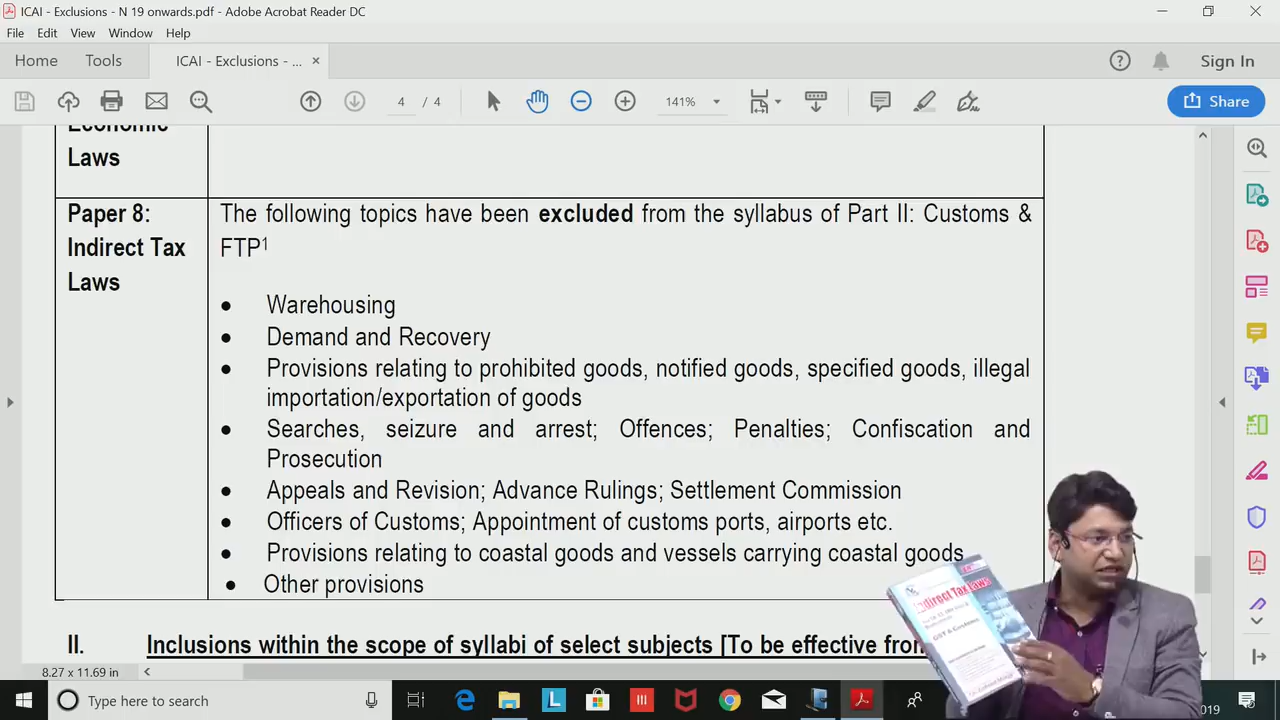 ICAI - Exclusions - N 19 onwards.pdf - Adobe Acrobat Reader DC
File Edit View Window Help
Home Tools ICAI - Exclusions - ... × Sign In
4 / 4 141% Share
Economic
Laws
Paper 8:
Indirect Tax
Laws
The following topics have been excluded from the syllabus of Part II: Customs &
FTP1
• Warehousing
• Demand and Recovery
• Provisions relating to prohibited goods, notified goods, specified goods, illegal
importation/exportation of goods
• Searches, seizure and arrest; Offences; Penalties; Confiscation and
Prosecution
• Appeals and Revision; Advance Rulings; Settlement Commission
• Officers of Customs; Appointment of customs ports, airports etc.
• Provisions relating to coastal goods and vessels carrying coastal goods
• Other provisions
Indirect Tax Laws
GST & Customs
II. Inclusions within the scope of syllabi of select subjects [To be effective from
8.27 x 11.69 in
Type here to search
019